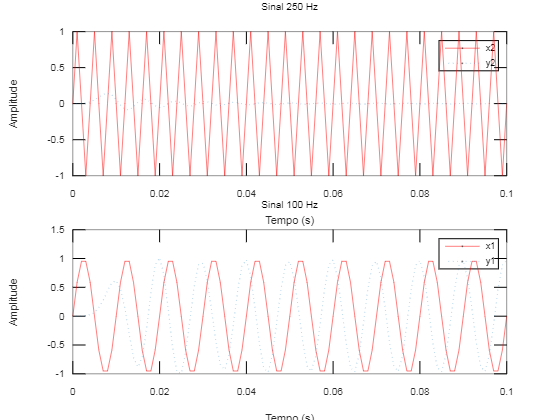 Sinal 250 Hz
1
0.5
0
-0.5
-1
Amplitude
x2
y2
0 0.02 0.04 0.06 0.08 0.1
Tempo (s)
Sinal 100 Hz
1.5
1
0.5
0
-0.5
-1
Amplitude
x1
y1
0 0.02 0.04 0.06 0.08 0.1
Tempo (s)